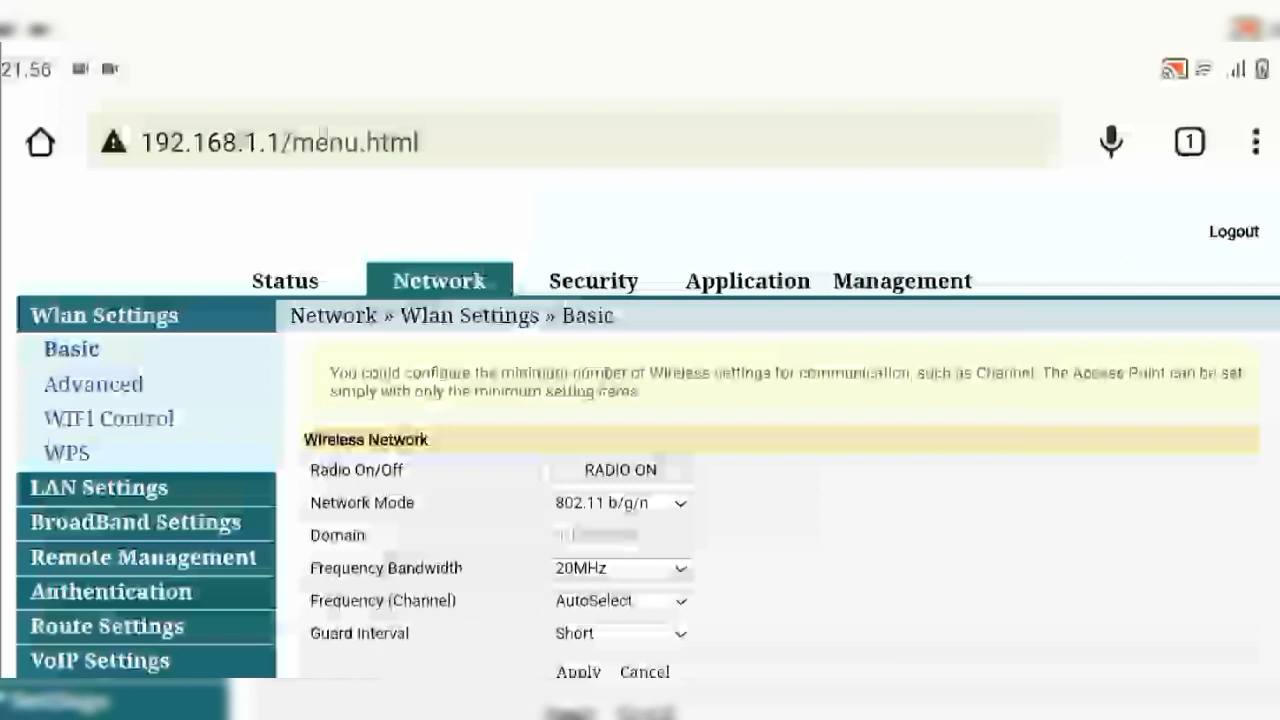 21.56
192.168.1.1/menu.html
1
Logout
Status Network Security Application Management
Wlan Settings
Network » Wlan Settings » Basic
Basic
Advanced
WIFI Control
WPS
LAN Settings
BroadBand Settings
Remote Management
Authentication
Route Settings
VoIP Settings
You could configure the minimum number of Wireless settings for communication, such as Channel. The Access Point can be set
simply with only the minimum setting items.
Wireless Network
Radio On/Off RADIO ON
Network Mode 802.11 b/g/n
Domain
Frequency Bandwidth 20MHz
Frequency (Channel) AutoSelect
Guard Interval Short
Apply Cancel
Settings